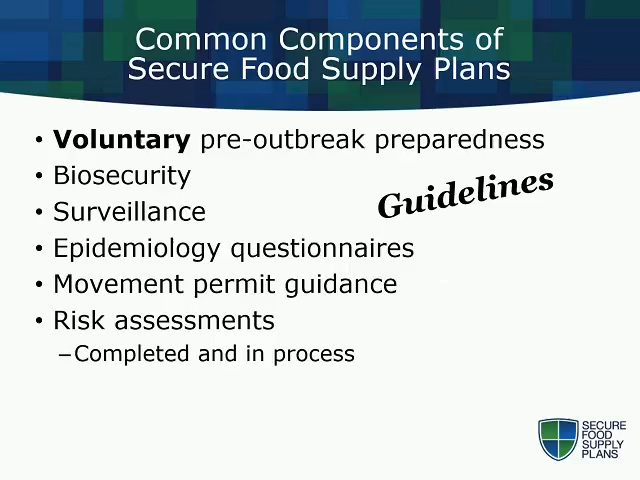 Common Components of
Secure Food Supply Plans
• Voluntary pre-outbreak preparedness
• Biosecurity
• Surveillance
Guidelines
• Epidemiology questionnaires
• Movement permit guidance
• Risk assessments
–Completed and in process
SECURE
FOOD
SUPPLY
PLANS